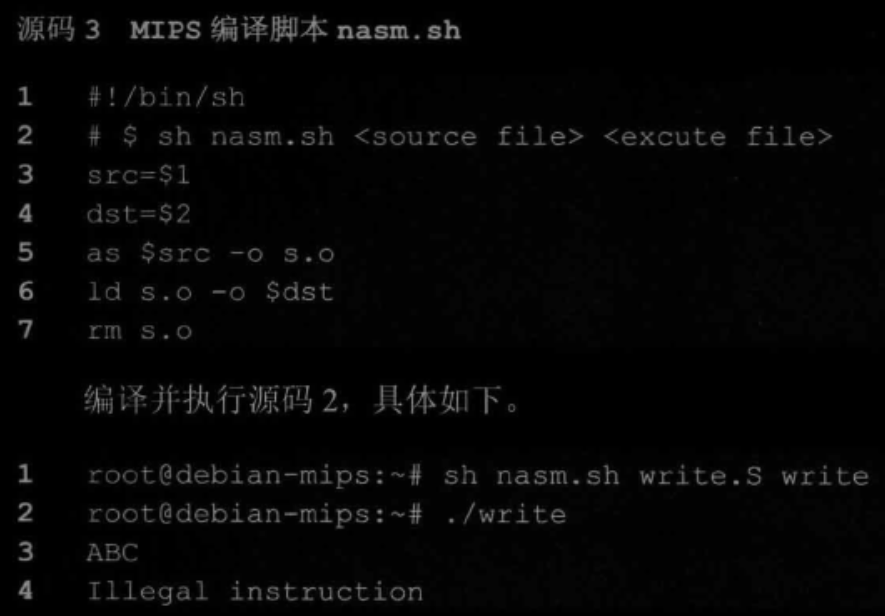 源码 3 MIPS 编译脚本 nasm.sh
1 #!/bin/sh
2 # $ sh nasm.sh <source file> <excute file>
3 src=$1
4 dst=$2
5 as $src -o s.o
6 ld s.o -o $dst
7 rm s.o
编译并执行源码 2，具体如下。
1 root@debian-mips:~# sh nasm.sh write.S write
2 root@debian-mips:~# ./write
3 ABC
4 Illegal instruction